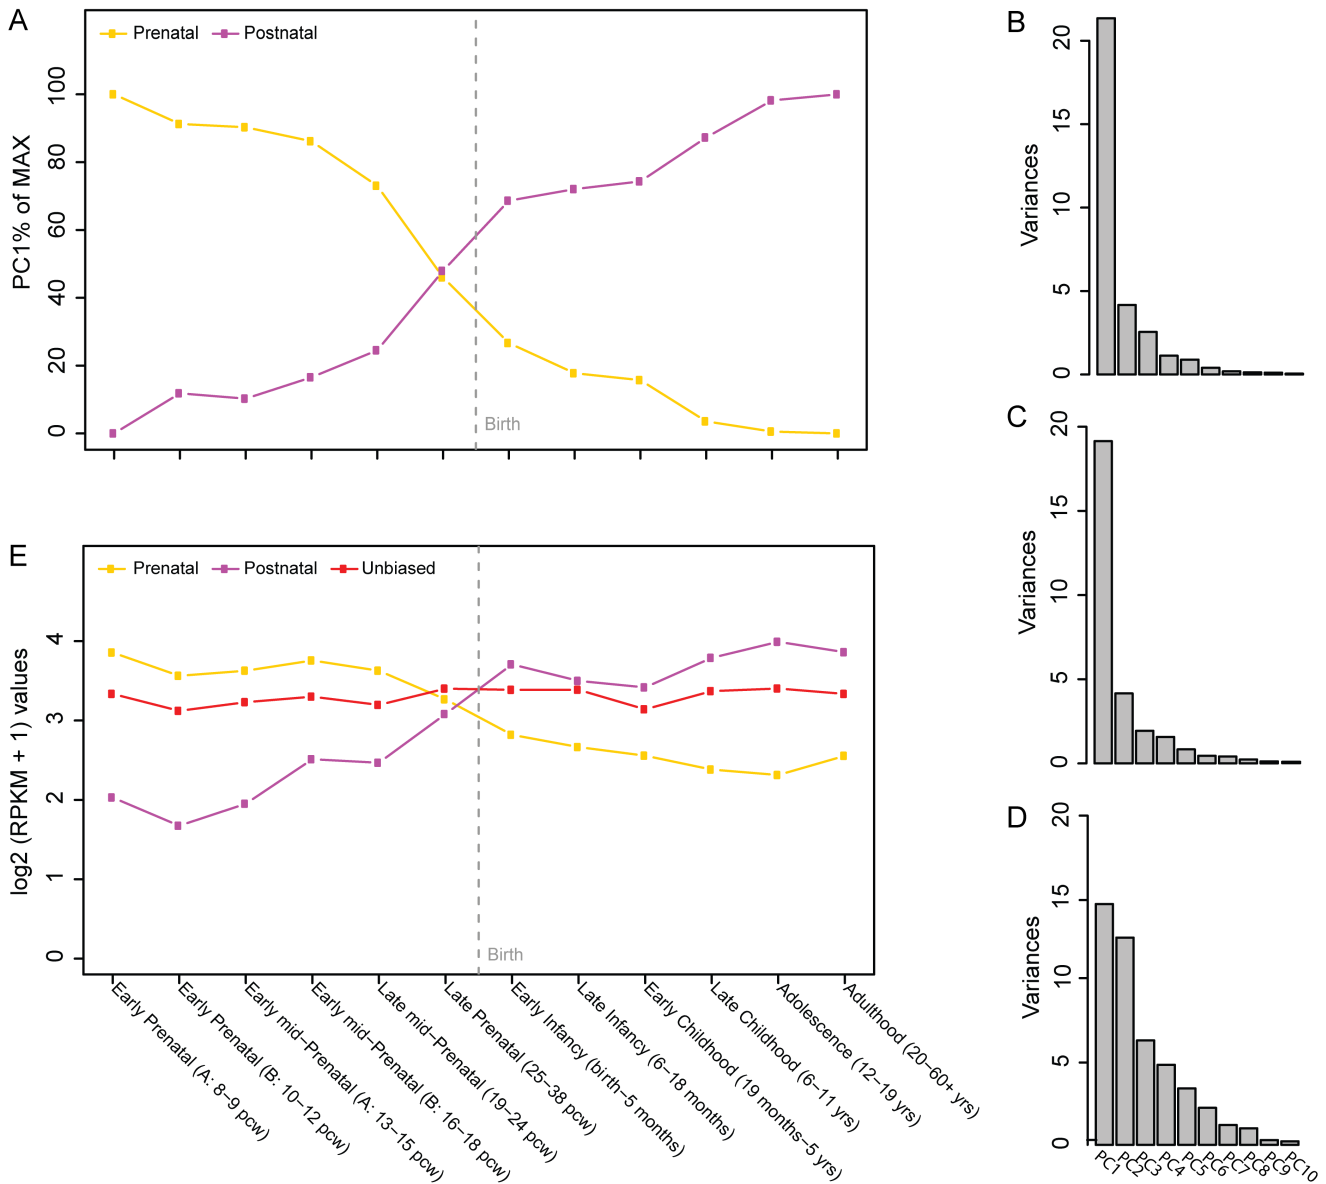 A
Prenatal
Postnatal
PC1% of MAX
0
20
40
60
80
100
Birth
B
Variances
0
5
10
15
20
C
Variances
0
5
10
15
20
D
Variances
0
5
10
15
20
PC1
PC2
PC3
PC4
PC5
PC6
PC7
PC8
PC9
PC10
E
Prenatal
Postnatal
Unbiased
log2 (RPKM + 1) values
0
1
2
3
4
Birth
Early Prenatal (A: 8–9 pcw)
Early Prenatal (B: 10–12 pcw)
Early mid–Prenatal (A: 13–15 pcw)
Early mid–Prenatal (B: 16–18 pcw)
Late mid–Prenatal (19–24 pcw)
Late Prenatal (25–38 pcw)
Early Infancy (birth–5 months)
Late Infancy (6–18 months)
Early Childhood (19 months–5 yrs)
Late Childhood (6–11 yrs)
Adolescence (12–19 yrs)
Adulthood (20–60+ yrs)